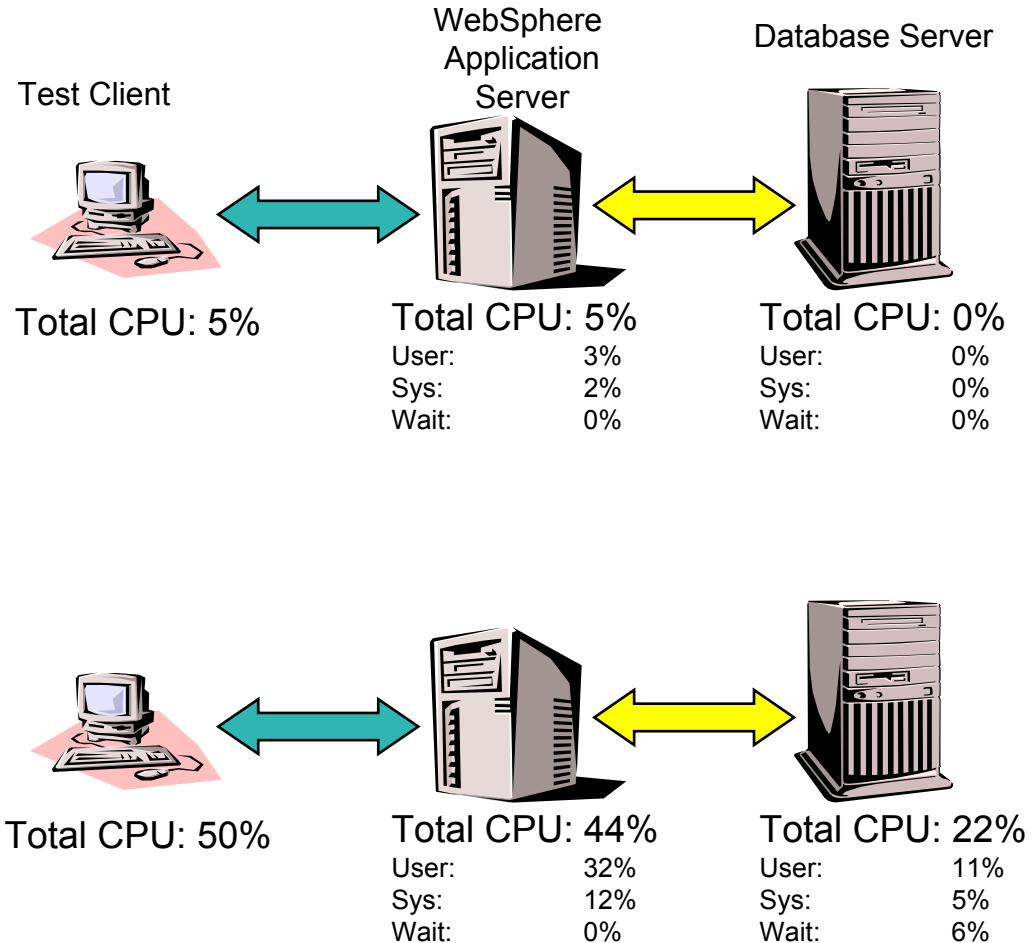 Test Client
WebSphere
Application
Server
Database Server
Total CPU: 5%
Total CPU: 5%
User: 3%
Sys: 2%
Wait: 0%
Total CPU: 0%
User: 0%
Sys: 0%
Wait: 0%
Total CPU: 50%
Total CPU: 44%
User: 32%
Sys: 12%
Wait: 0%
Total CPU: 22%
User: 11%
Sys: 5%
Wait: 6%